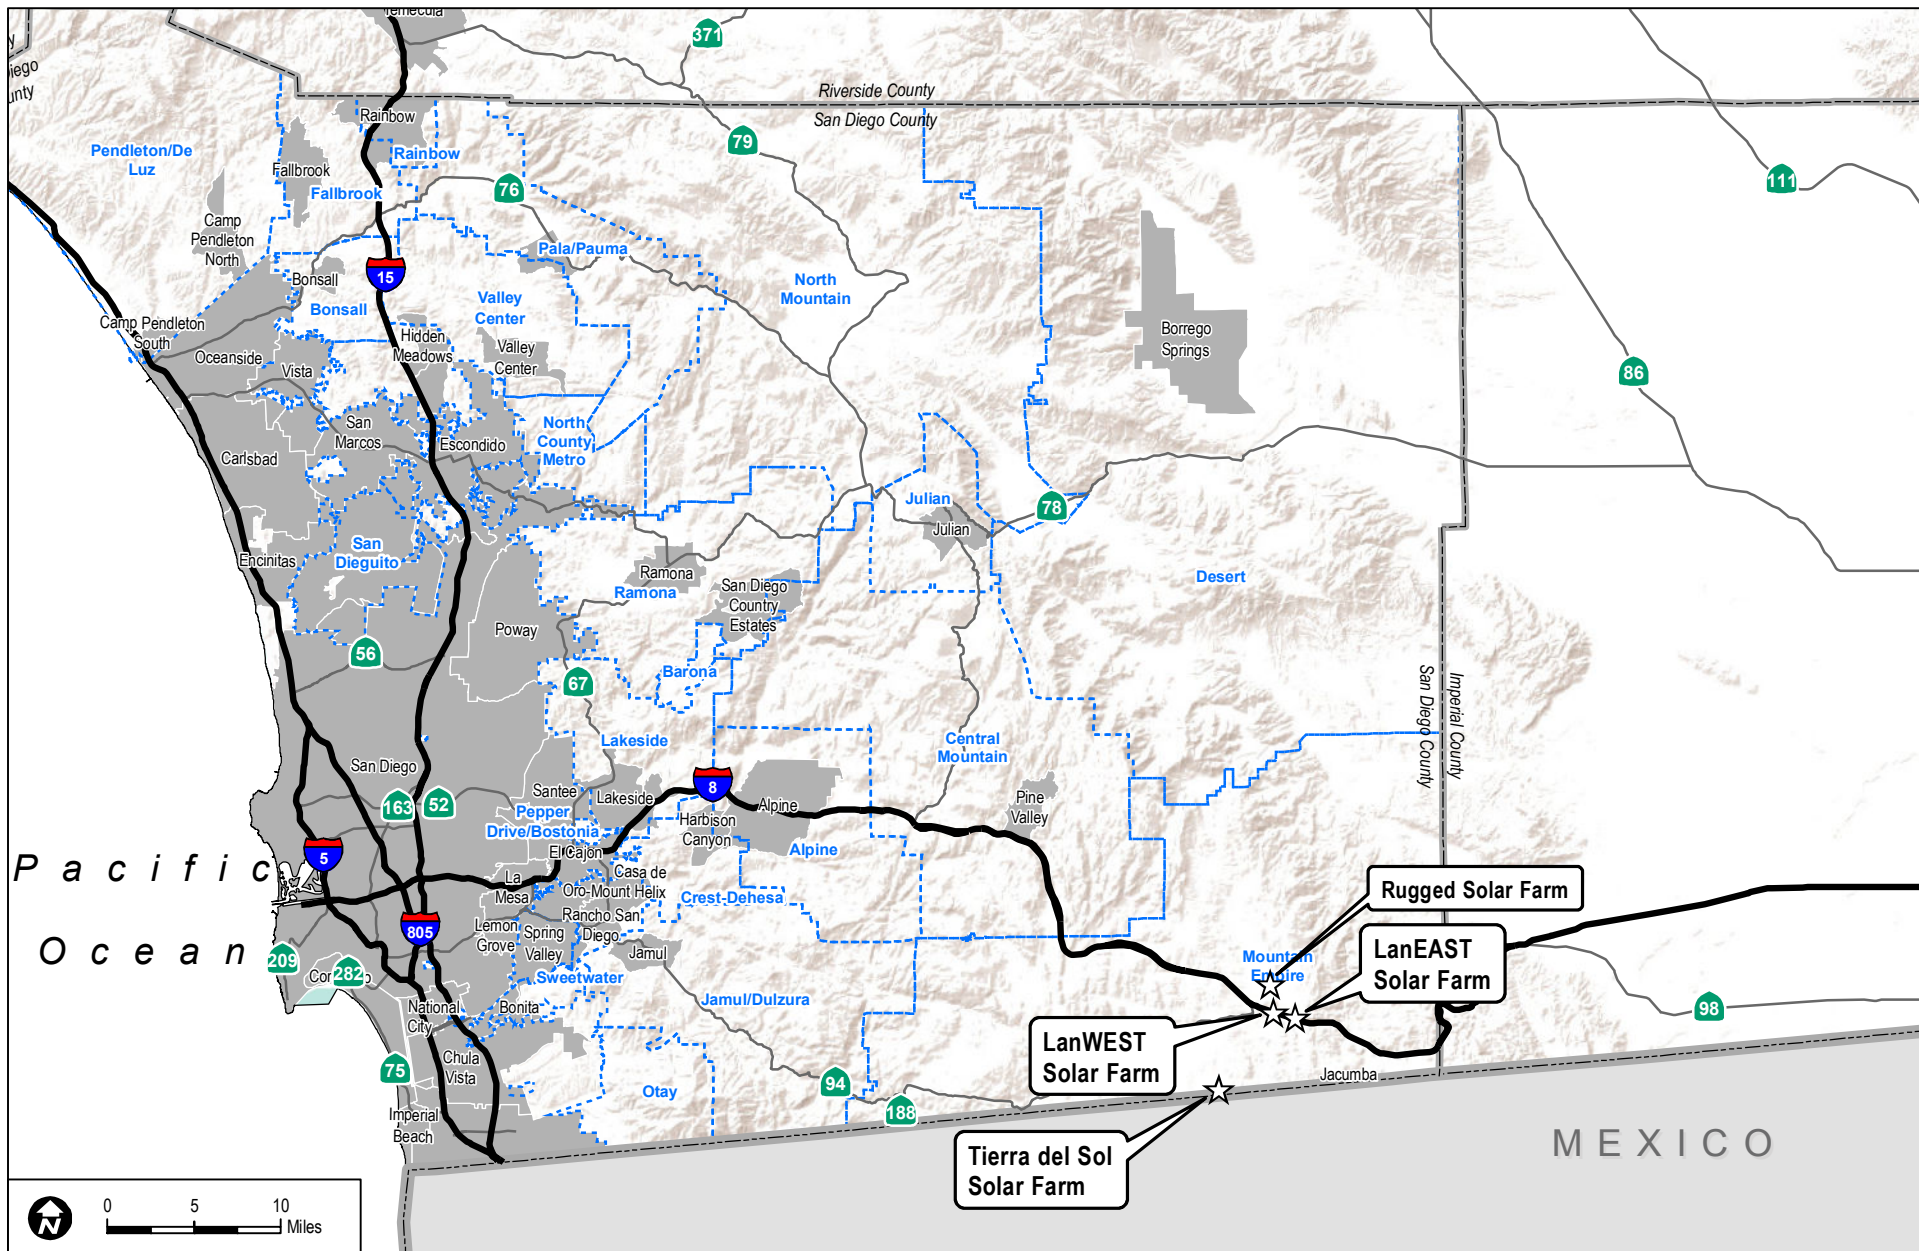 Temecula
371
Riverside County
San Diego County
79
Rainbow
Rainbow
Pendleton/De
Luz
Fallbrook
Fallbrook
76
111
Camp
Pendleton
North
Pala/Pauma
Bonsall
15
North
Mountain
Bonsall
Valley
Center
Camp Pendleton
South
Hidden
Meadows
Valley
Center
Oceanside
Vista
Borrego
Springs
86
San
Marcos
Escondido
North
County
Metro
Carlsbad
Julian
78
Julian
San
Dieguito
Encinitas
Ramona
Ramona
San Diego
Country
Estates
Desert
Poway
56
67
Barona
Imperial County
San Diego County
Lakeside
Central
Mountain
San Diego
163
52
Santee
Lakeside
8
Alpine
Pine
Valley
Pepper
Drive/Bostonia
Harbison
Canyon
El Cajon
Alpine
5
Pacific
Ocean
La
Mesa
Casa de
Oro-Mount Helix
Crest-Dehesa
Rugged Solar Farm
805
Lemon
Grove
Spring
Valley
Rancho San
Diego
Jamul
LanEAST
Solar Farm
Mountain
Empire
209
282
Sweetwater
Jamul/Dulzura
National
City
Bonita
98
LanWEST
Solar Farm
Chula
Vista
75
94
Otay
188
Jacumba
Imperial
Beach
Tierra del Sol
Solar Farm
MEXICO
N
0 5 10
Miles